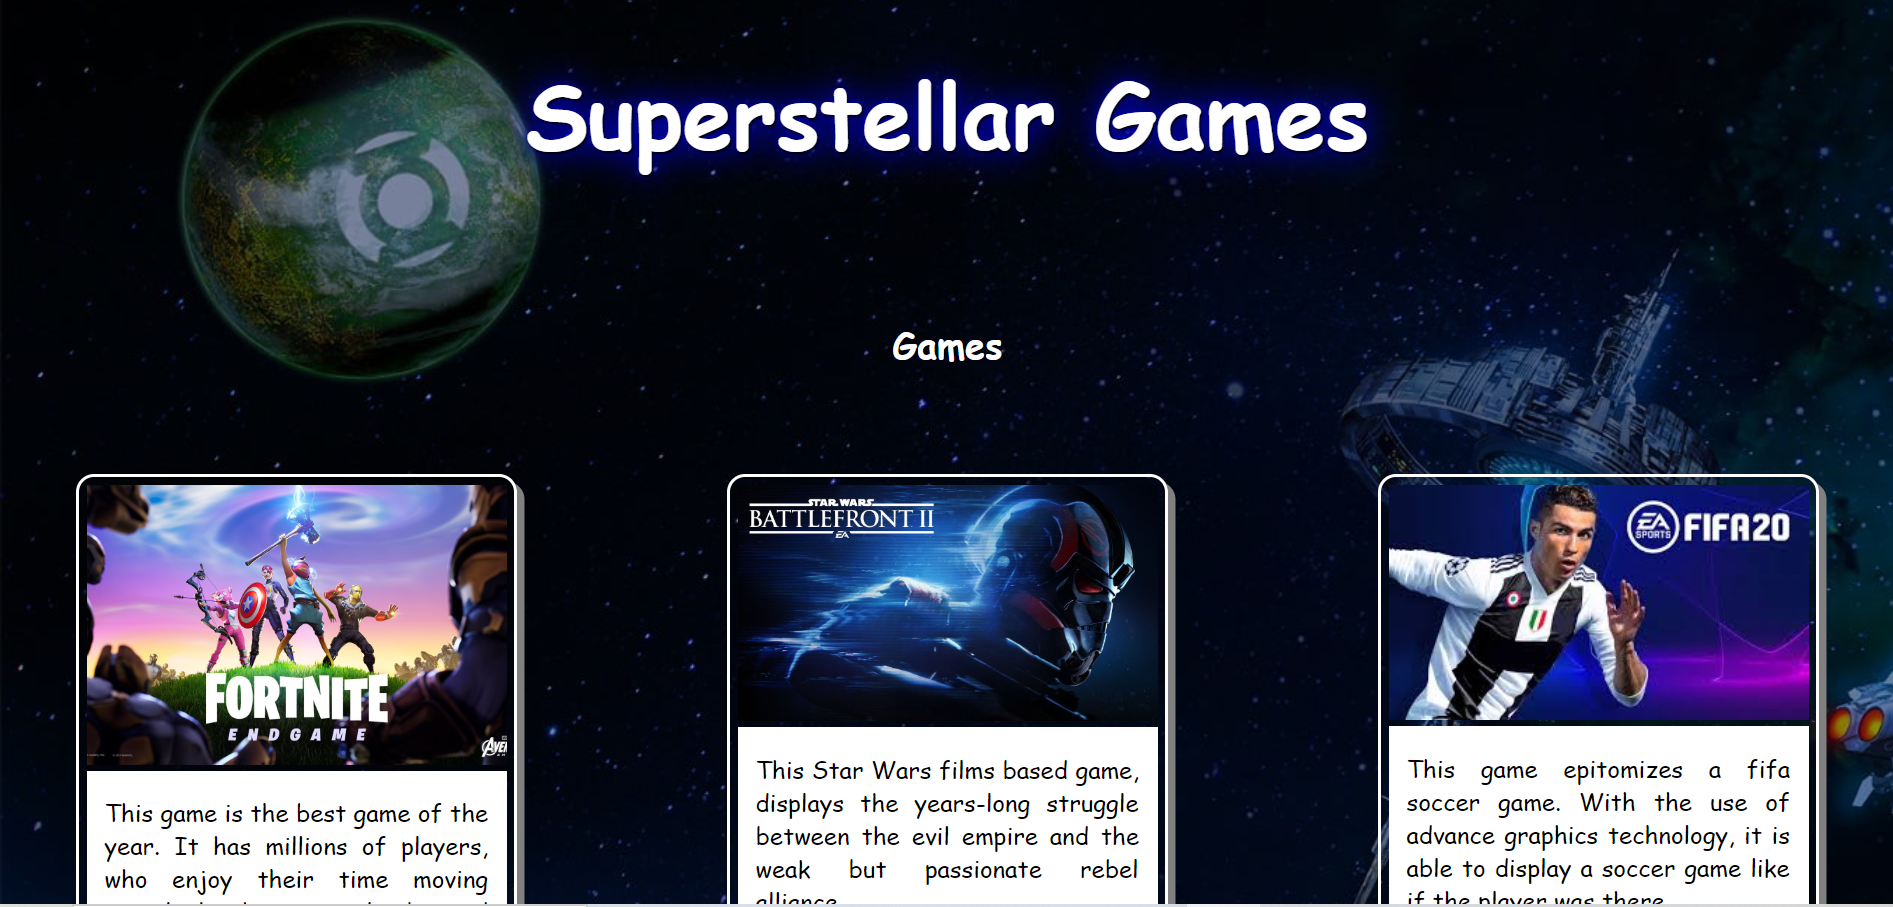 Superstellar Games
Games
FORTNITE
ENDGAME
This game is the best game of the
year. It has millions of players,
who enjoy their time moving
STAR WARS
BATTLEFRONT II
EA
This Star Wars films based game,
displays the years-long struggle
between the evil empire and the
weak but passionate rebel
alliance.
EA
SPORTS
FIFA20
This game epitomizes a fifa
soccer game. With the use of
advance graphics technology, it is
able to display a soccer game like
if the player was there.